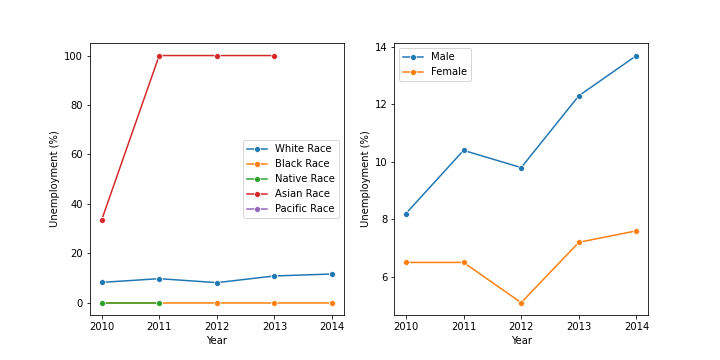 100
80
60
40
20
0
Unemployment (%)
2010 2011 2012 2013 2014
Year
White Race
Black Race
Native Race
Asian Race
Pacific Race
14
12
10
8
6
Unemployment (%)
2010 2011 2012 2013 2014
Year
Male
Female